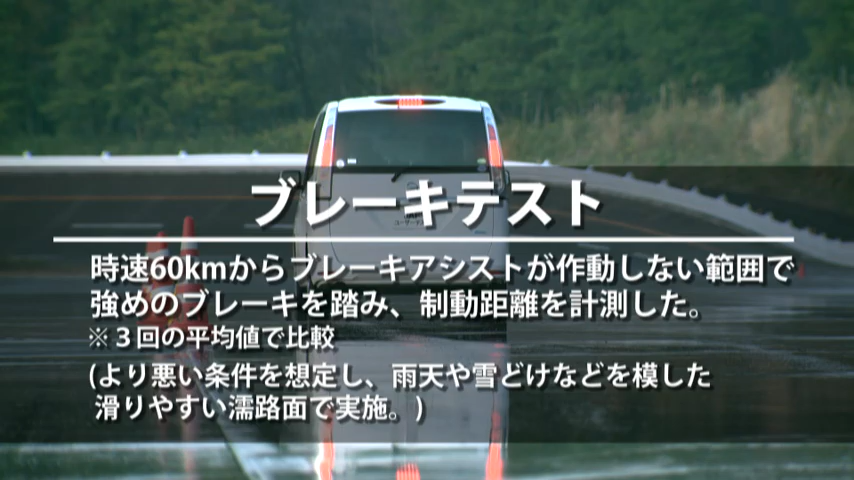 ブレーキテスト
時速60kmからブレーキアシストが作動しない範囲で
強めのブレーキを踏み、制動距離を計測した。
※３回の平均値で比較
(より悪い条件を想定し、雨天や雪どけなどを模した
滑りやすい濡路面で実施。)